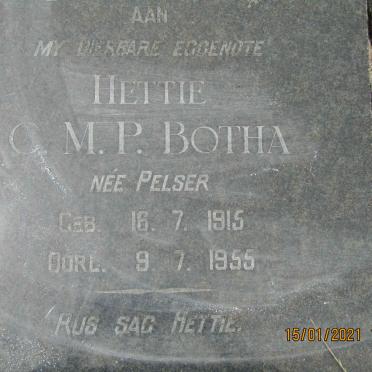 AAN
MY DIERBARE EGGENOTE
HETTIE
C. M. P. BOTHA
NÉE PELSER
GEB. 16. 7. 1915
OORL. 9. 7. 1955
RUS SAG HETTIE.
15/01/2021